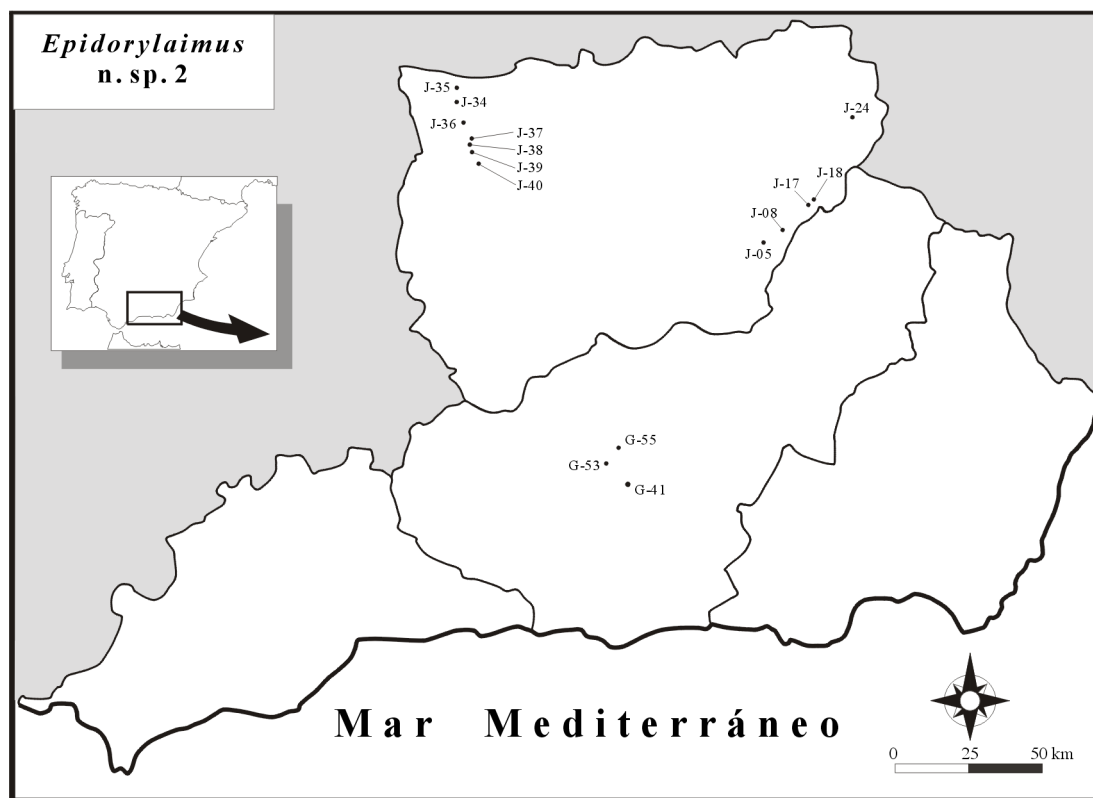 Epidorylaimus
n. sp. 2
J-35
J-34
J-36
J-37
J-38
J-39
J-40
J-24
J-18
J-17
J-08
J-05
G-55
G-53
G-41
Mar Mediterráneo
0 25 50 km